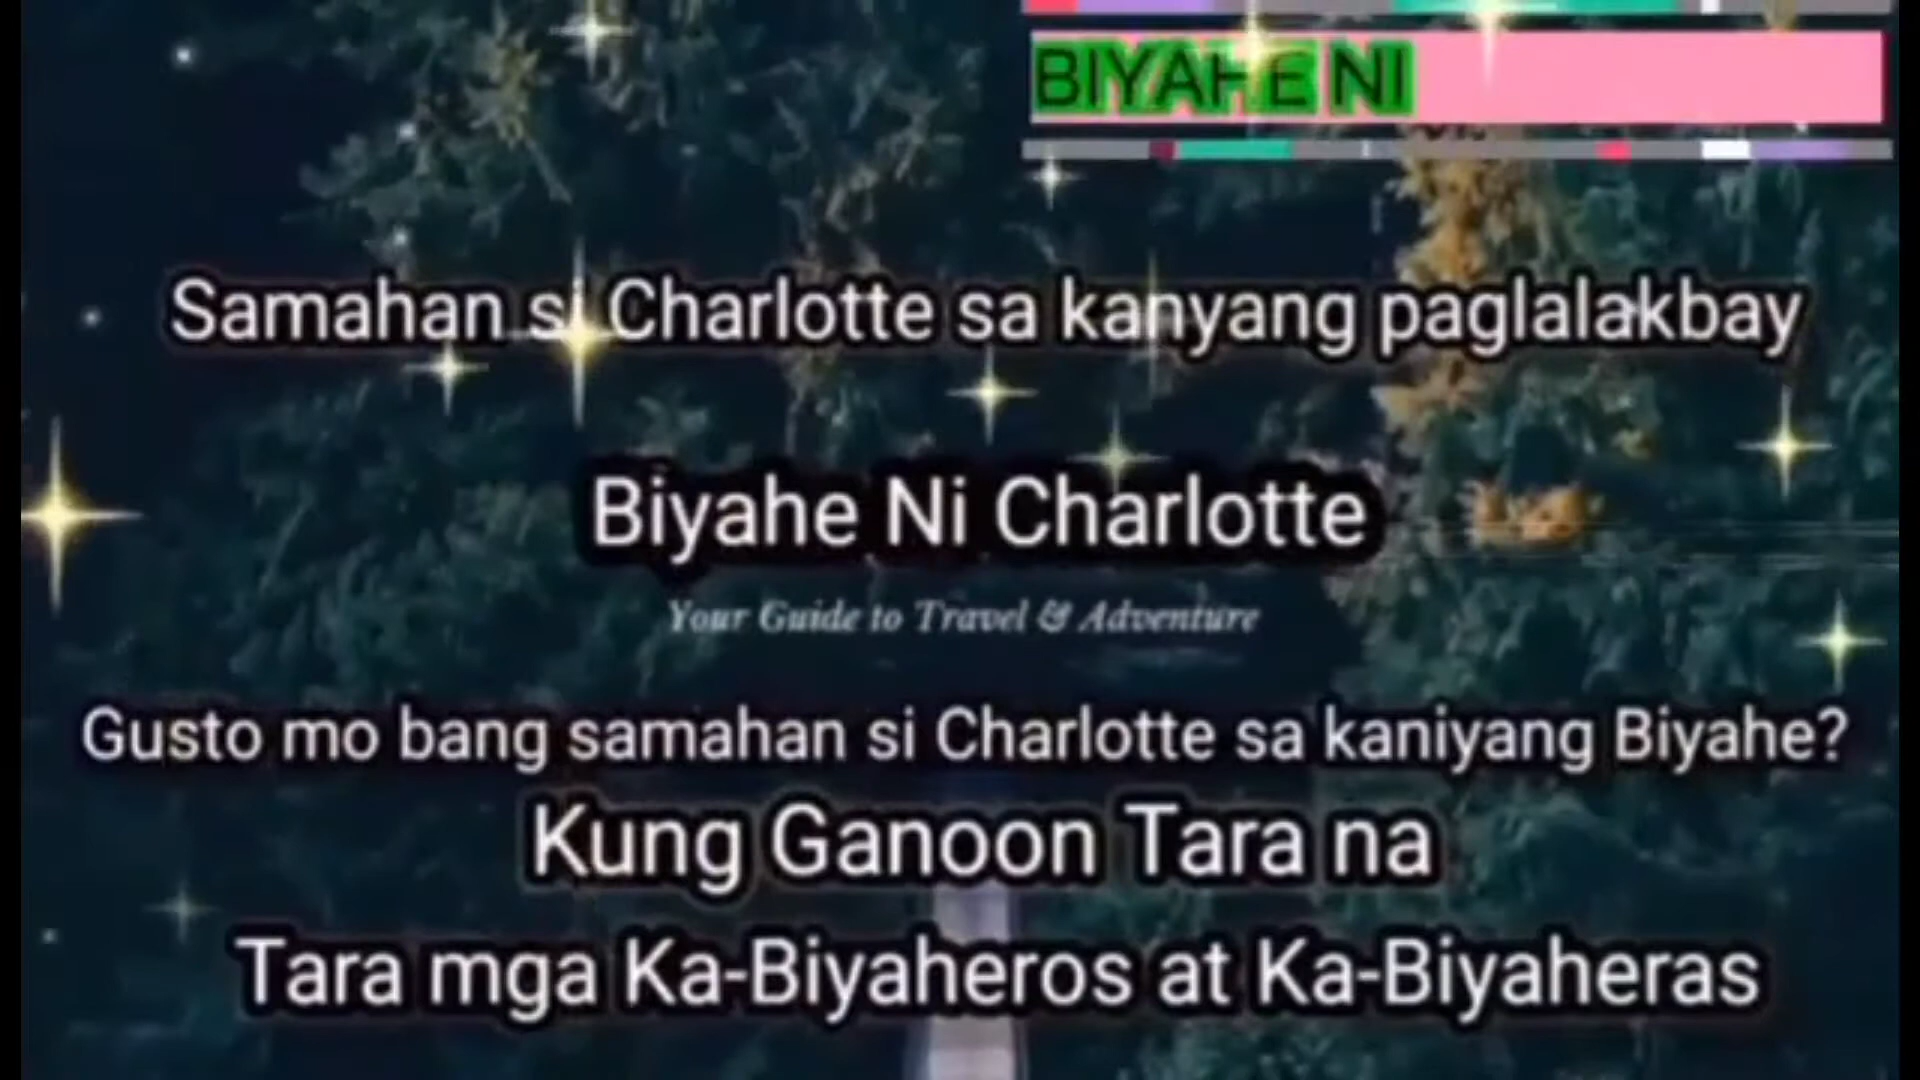 BIYAHE NI
Samahan si Charlotte sa kanyang paglalakbay
Biyahe Ni Charlotte
Your Guide to Travel & Adventure
Gusto mo bang samahan si Charlotte sa kaniyang Biyahe?
Kung Ganoon Tara na
Tara mga Ka-Biyaheros at Ka-Biyaheras